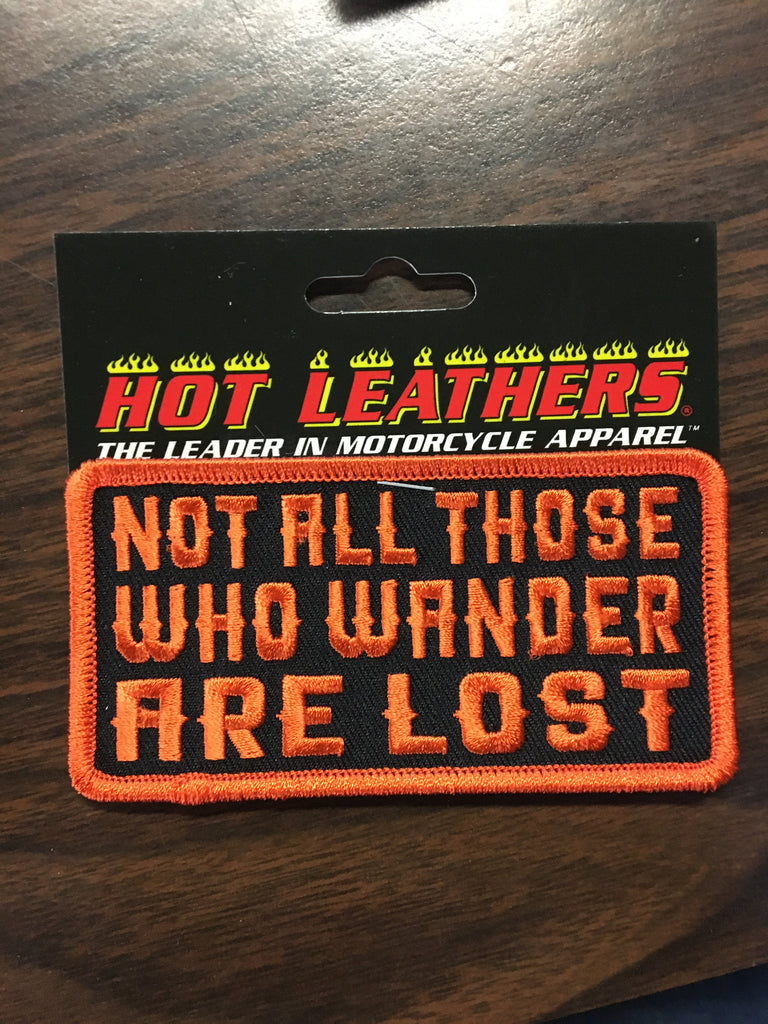 HOT LEATHERS®
THE LEADER IN MOTORCYCLE APPAREL™
NOT ALL THOSE
WHO WANDER
ARE LOST